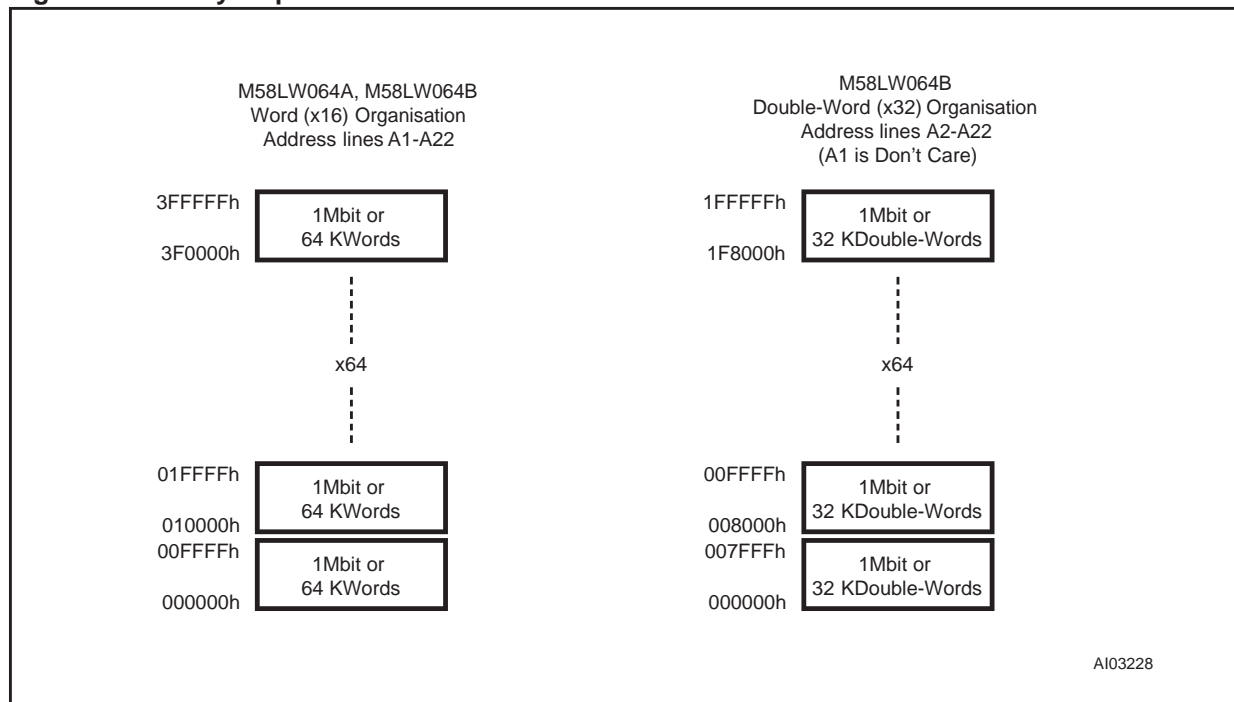 M58LW064A, M58LW064B
Word (x16) Organisation
Address lines A1-A22
3FFFFFh
1Mbit or
64 KWords
3F0000h
x64
01FFFFh
1Mbit or
64 KWords
010000h
00FFFFh
1Mbit or
64 KWords
000000h
M58LW064B
Double-Word (x32) Organisation
Address lines A2-A22
(A1 is Don't Care)
1FFFFFh
1Mbit or
32 KDouble-Words
1F8000h
x64
00FFFFh
1Mbit or
32 KDouble-Words
008000h
007FFFh
1Mbit or
32 KDouble-Words
000000h
AI03228